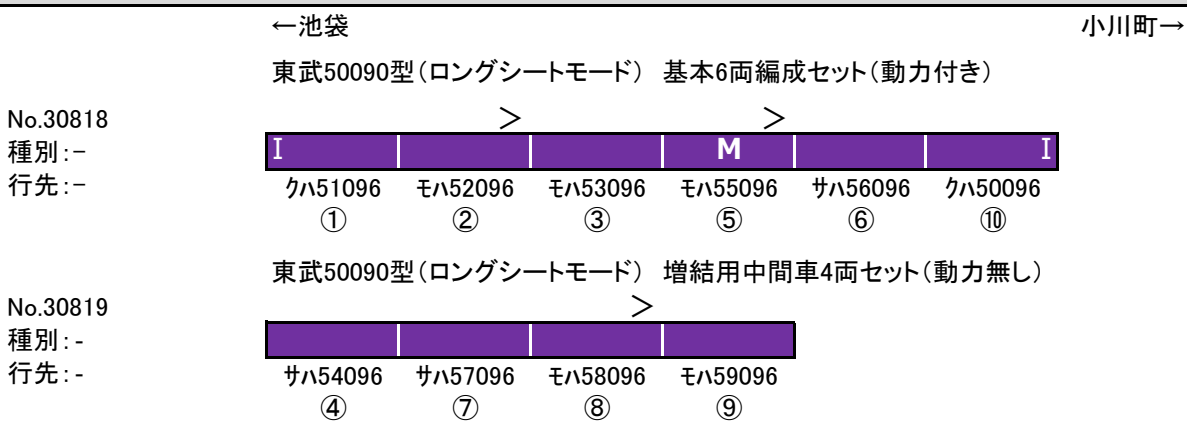 ←池袋 小川町→
東武50090型（ロングシートモード） 基本6両編成セット（動力付き）
No.30818
種別：−
行先：−
＞ ＞
I M I
ｸﾊ51096 ﾓﾊ52096 ﾓﾊ53096 ﾓﾊ55096 ｻﾊ56096 ｸﾊ50096
① ② ③ ⑤ ⑥ ⑩
東武50090型（ロングシートモード） 増結用中間車4両セット（動力無し）
No.30819
種別：-
行先：-
＞
ｻﾊ54096 ｻﾊ57096 ﾓﾊ58096 ﾓﾊ59096
④ ⑦ ⑧ ⑨